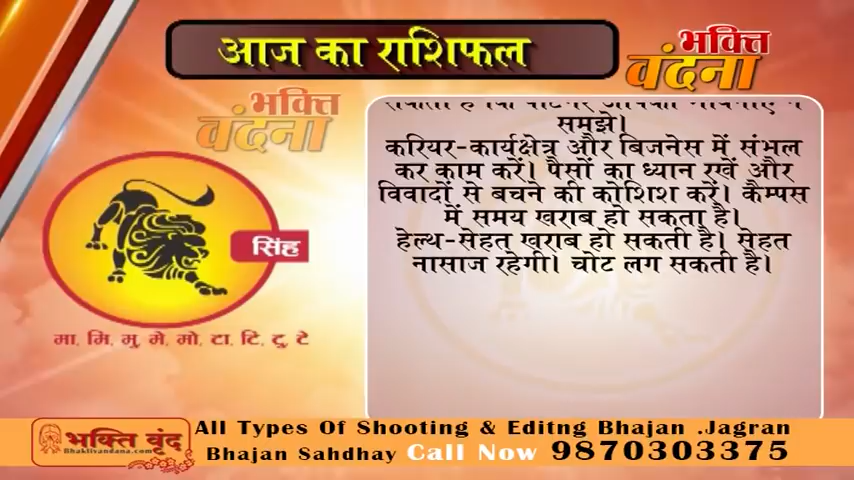 आज का राशिफल
भक्ति
वंदना
भक्ति
वंदना
समझे।
करियर-कार्यक्षेत्र और बिजनेस में संभल
कर काम करें। पैसों का ध्यान रखें और
विवादों से बचने की कोशिश करें। कैम्पस
में समय खराब हो सकता है।
हेल्थ-सेहत खराब हो सकती है। सेहत
नासाज रहेगी। चोट लग सकती है।
सिंह
मा, मि, मु, मे, मो, टा, टि, टु, टे
भक्ति वृंद
Bhaktivandana.com
All Types Of Shooting & Editng Bhajan .Jagran
Bhajan Sahdhay Call Now 9870303375